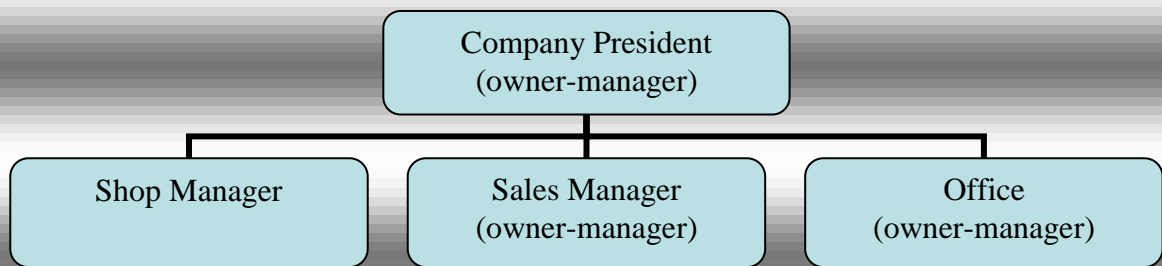 Company President
(owner-manager)
Shop Manager
Sales Manager
(owner-manager)
Office
(owner-manager)